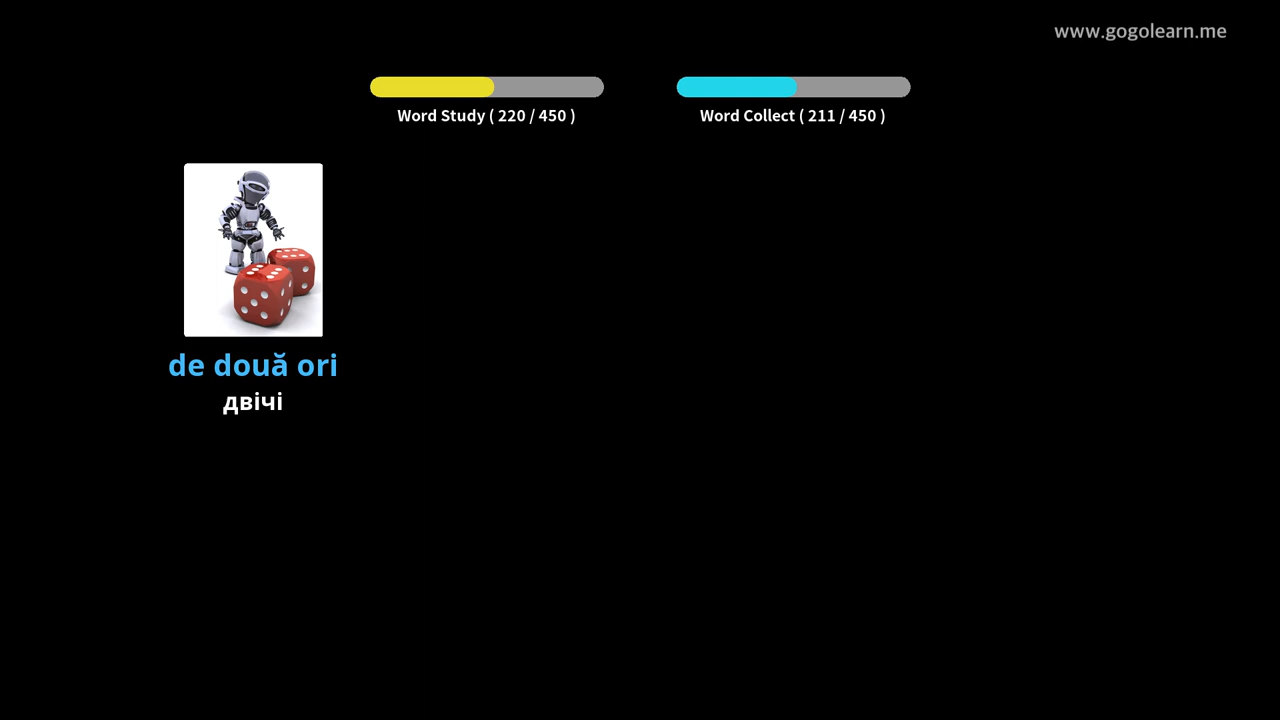 www.gogolearn.me
Word Study ( 220 / 450 )
Word Collect ( 211 / 450 )
de două ori
двічі